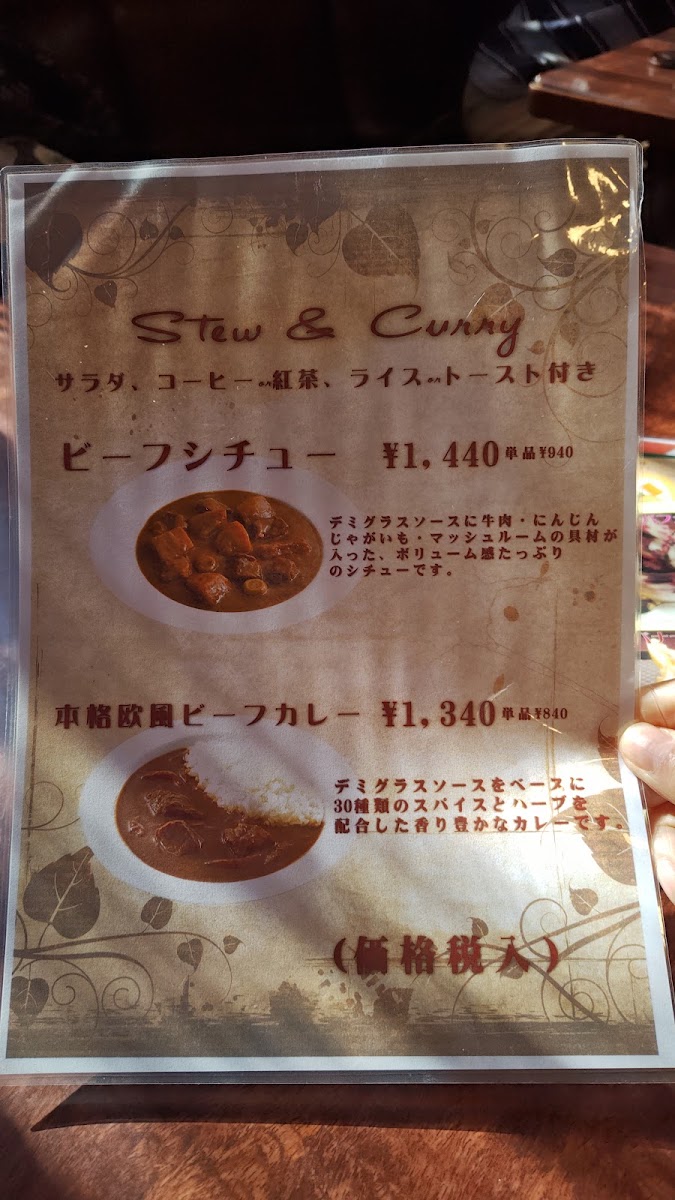 Stew & Curry
サラダ、コーヒーor紅茶、ライスorトースト付き
ビーフシチュー ¥1,440 単品¥940
デミグラスソースに牛肉・にんじん
じゃがいも・マッシュルームの具材が
入った、ボリューム感たっぷり
のシチューです。
本格欧風ビーフカレー ¥1,340 単品¥840
デミグラスソースをベースに
30種類のスパイスとハーブを
配合した香り豊かなカレーです。
(価格税入)